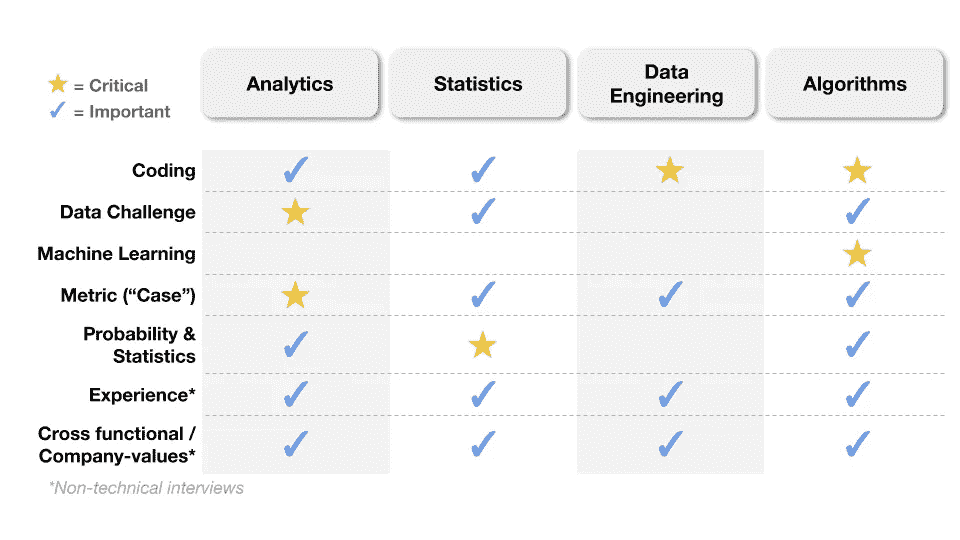 = Critical
= Important
Analytics
Statistics
Data
Engineering
Algorithms
Coding
Data Challenge
Machine Learning
Metric (“Case”)
Probability &
Statistics
Experience*
Cross functional /
Company-values*
*Non-technical interviews